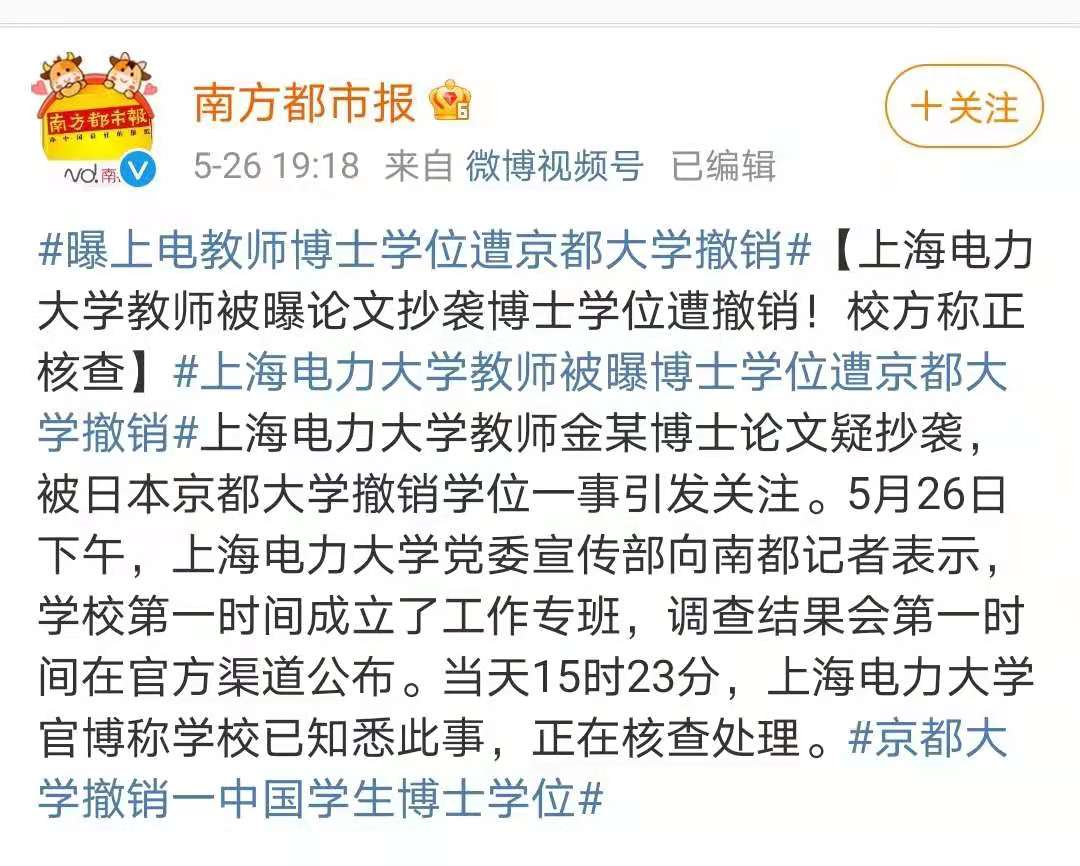 南方都市報
南方都市报
+关注
5-26 19:18 来自 微博视频号 已编辑
#曝上电教师博士学位遭京都大学撤销#【上海电力
大学教师被曝论文抄袭博士学位遭撤销！校方称正
核查】#上海电力大学教师被曝博士学位遭京都大
学撤销#上海电力大学教师金某博士论文疑抄袭，
被日本京都大学撤销学位一事引发关注。5月26日
下午，上海电力大学党委宣传部向南都记者表示，
学校第一时间成立了工作专班，调查结果会第一时
间在官方渠道公布。当天15时23分，上海电力大学
官博称学校已知悉此事，正在核查处理。#京都大
学撤销一中国学生博士学位#